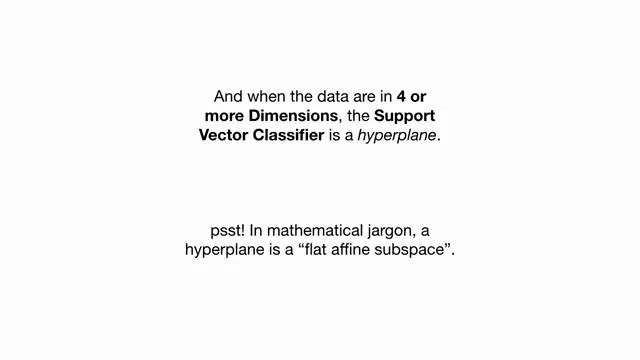 And when the data are in 4 or
more Dimensions, the Support
Vector Classifier is a hyperplane.
psst! In mathematical jargon, a
hyperplane is a “flat affine subspace”.